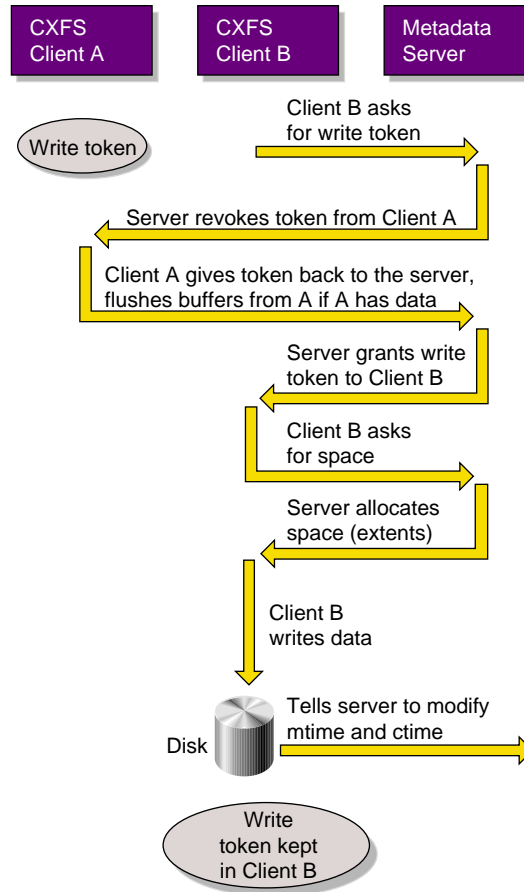 CXFS
Client A
CXFS
Client B
Metadata
Server
Client B asks
for write token
Write token
Server revokes token from Client A
Client A gives token back to the server,
flushes buffers from A if A has data
Server grants write
token to Client B
Client B asks
for space
Server allocates
space (extents)
Client B
writes data
Tells server to modify
mtime and ctime
Disk
Write
token kept
in Client B